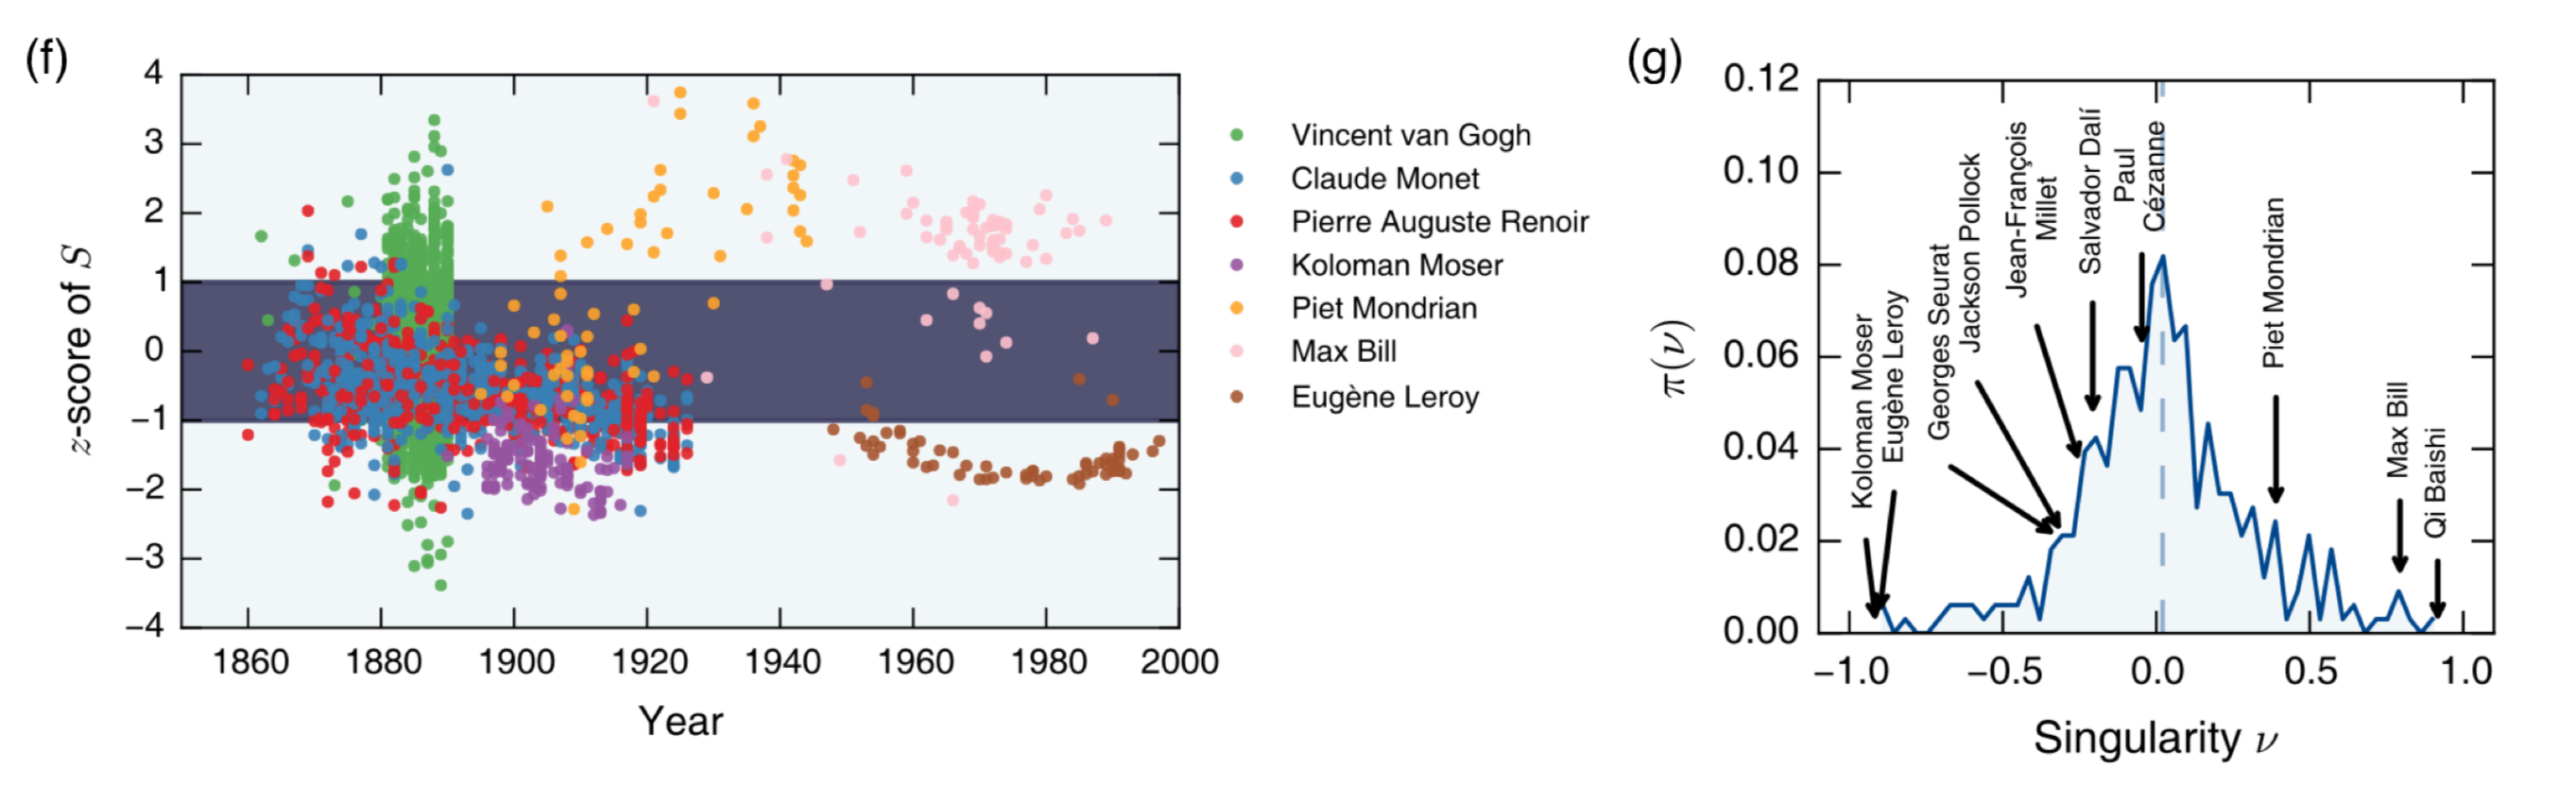 (f)
4
3
2
1
0
−1
−2
−3
−4
z-score of S
1860 1880 1900 1920 1940 1960 1980 2000
Year
Vincent van Gogh
Claude Monet
Pierre Auguste Renoir
Koloman Moser
Piet Mondrian
Max Bill
Eugène Leroy
(g)
0.12
0.10
0.08
0.06
0.04
0.02
0.00
π(ν)
Koloman Moser
Eugène Leroy
Georges Seurat
Jackson Pollock
Jean-François
Millet
Salvador Dalí
Paul
Cézanne
Piet Mondrian
Max Bill
Qi Baishi
−1.0 −0.5 0.0 0.5 1.0
Singularity ν